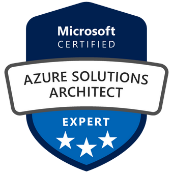 Microsoft
CERTIFIED
AZURE SOLUTIONS
ARCHITECT
EXPERT